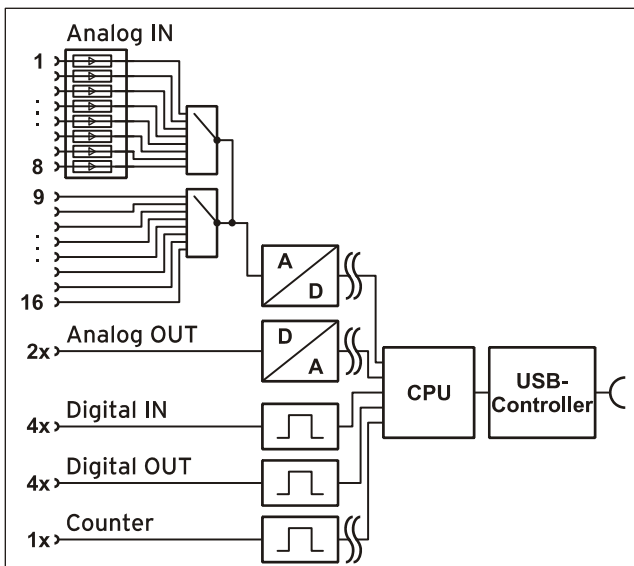 Analog IN
1
8
9
16
A
D
Analog OUT
2x
D
A
CPU
USB-
Controller
Digital IN
4x
Digital OUT
4x
Counter
1x